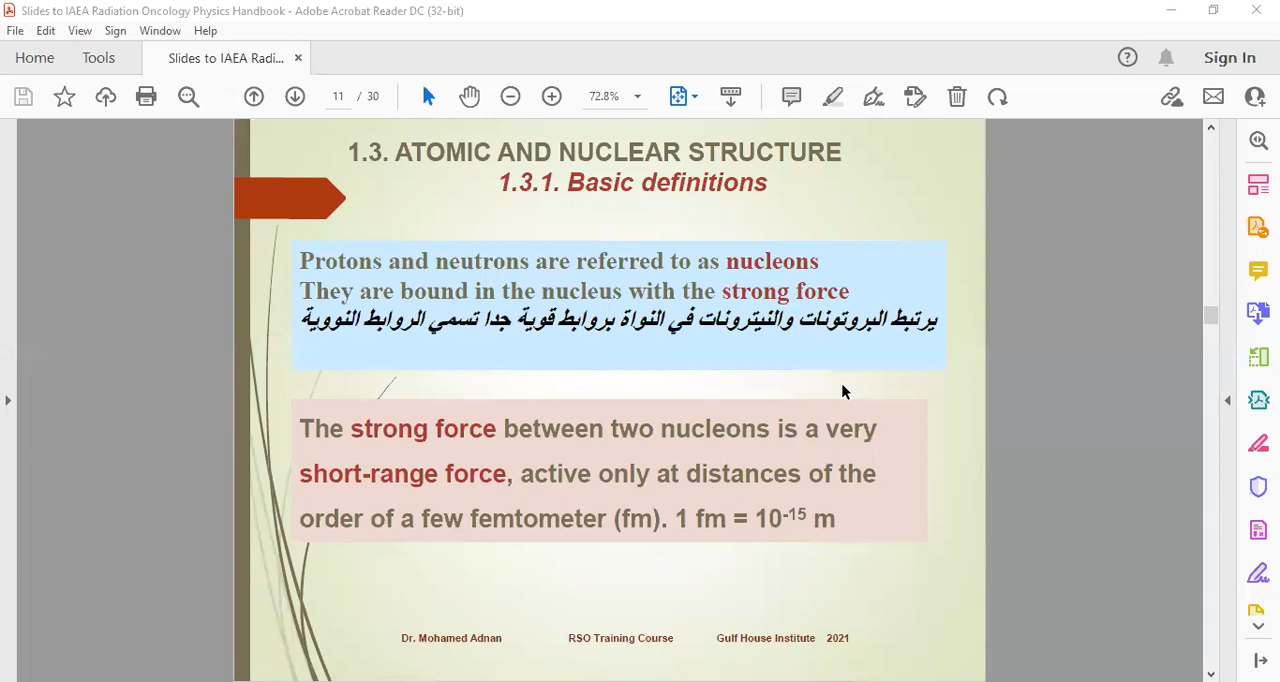 Slides to IAEA Radiation Oncology Physics Handbook - Adobe Acrobat Reader DC (32-bit)
File Edit View Sign Window Help
Home Tools Slides to IAEA Radi... × Sign In
11 / 30 72.8%
1.3. ATOMIC AND NUCLEAR STRUCTURE
1.3.1. Basic definitions
Protons and neutrons are referred to as nucleons
They are bound in the nucleus with the strong force
يرتبط البروتونات والنيترونات في النواة بروابط قوية جدا تسمي الروابط النووية
The strong force between two nucleons is a very
short-range force, active only at distances of the
order of a few femtometer (fm). 1 fm = 10⁻¹⁵ m
Dr. Mohamed Adnan RSO Training Course Gulf House Institute 2021